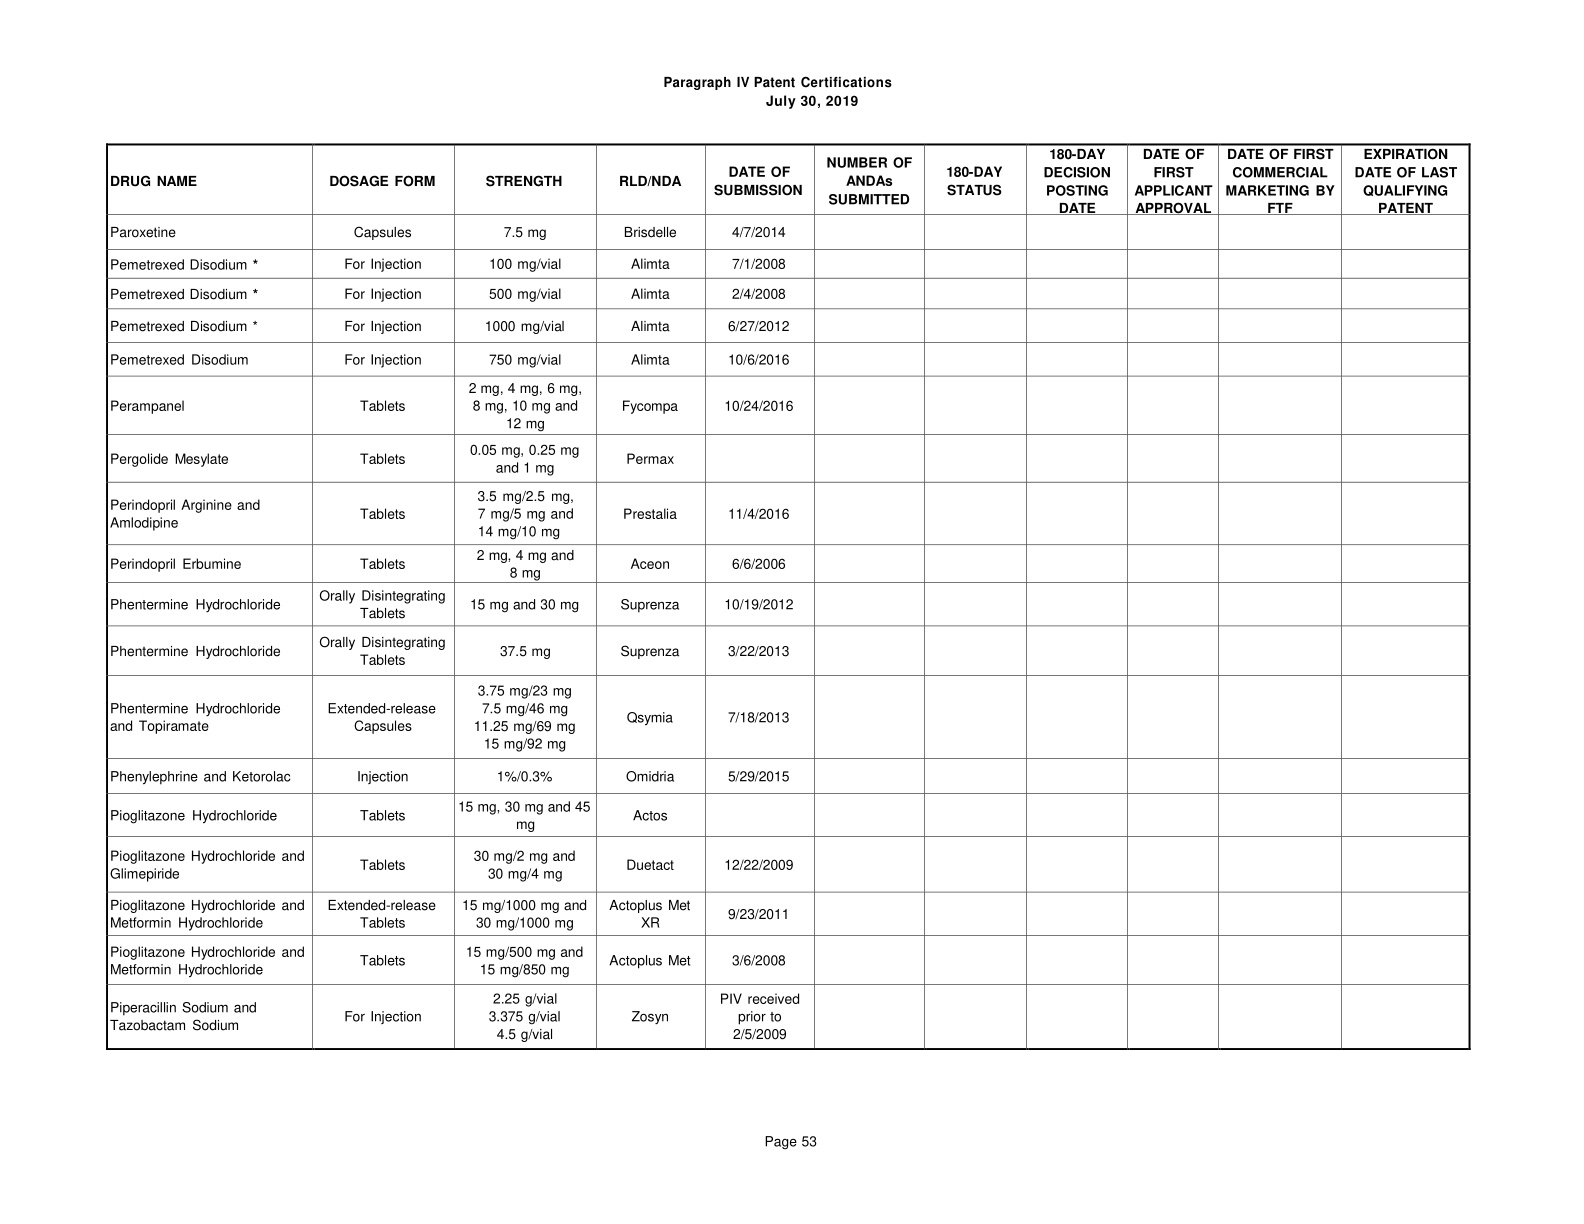 Paragraph IV Patent Certifications
July 30, 2019
DRUG NAME DOSAGE FORM STRENGTH RLD/NDA DATE OF SUBMISSION NUMBER OF ANDAs SUBMITTED 180-DAY STATUS 180-DAY DECISION POSTING DATE DATE OF FIRST APPLICANT APPROVAL DATE OF FIRST COMMERCIAL MARKETING BY FTF EXPIRATION DATE OF LAST QUALIFYING PATENT
Paroxetine Capsules 7.5 mg Brisdelle 4/7/2014
Pemetrexed Disodium * For Injection 100 mg/vial Alimta 7/1/2008
Pemetrexed Disodium * For Injection 500 mg/vial Alimta 2/4/2008
Pemetrexed Disodium * For Injection 1000 mg/vial Alimta 6/27/2012
Pemetrexed Disodium For Injection 750 mg/vial Alimta 10/6/2016
Perampanel Tablets 2 mg, 4 mg, 6 mg, 8 mg, 10 mg and 12 mg Fycompa 10/24/2016
Pergolide Mesylate Tablets 0.05 mg, 0.25 mg and 1 mg Permax
Perindopril Arginine and Amlodipine Tablets 3.5 mg/2.5 mg, 7 mg/5 mg and 14 mg/10 mg Prestalia 11/4/2016
Perindopril Erbumine Tablets 2 mg, 4 mg and 8 mg Aceon 6/6/2006
Phentermine Hydrochloride Orally Disintegrating Tablets 15 mg and 30 mg Suprenza 10/19/2012
Phentermine Hydrochloride Orally Disintegrating Tablets 37.5 mg Suprenza 3/22/2013
Phentermine Hydrochloride and Topiramate Extended-release Capsules 3.75 mg/23 mg 7.5 mg/46 mg 11.25 mg/69 mg 15 mg/92 mg Qsymia 7/18/2013
Phenylephrine and Ketorolac Injection 1%/0.3% Omidria 5/29/2015
Pioglitazone Hydrochloride Tablets 15 mg, 30 mg and 45 mg Actos
Pioglitazone Hydrochloride and Glimepiride Tablets 30 mg/2 mg and 30 mg/4 mg Duetact 12/22/2009
Pioglitazone Hydrochloride and Metformin Hydrochloride Extended-release Tablets 15 mg/1000 mg and 30 mg/1000 mg Actoplus Met XR 9/23/2011
Pioglitazone Hydrochloride and Metformin Hydrochloride Tablets 15 mg/500 mg and 15 mg/850 mg Actoplus Met 3/6/2008
Piperacillin Sodium and Tazobactam Sodium For Injection 2.25 g/vial 3.375 g/vial 4.5 g/vial Zosyn PIV received prior to 2/5/2009
Page 53